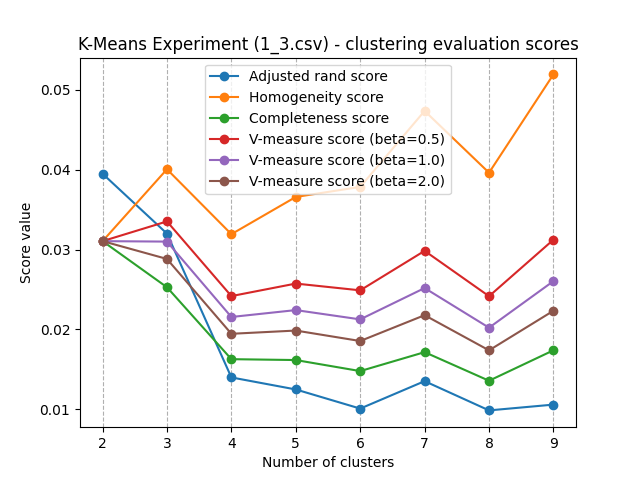 K-Means Experiment (1_3.csv) - clustering evaluation scores
Adjusted rand score
Homogeneity score
Completeness score
V-measure score (beta=0.5)
V-measure score (beta=1.0)
V-measure score (beta=2.0)
Score value
0.05
0.04
0.03
0.02
0.01
2 3 4 5 6 7 8 9
Number of clusters